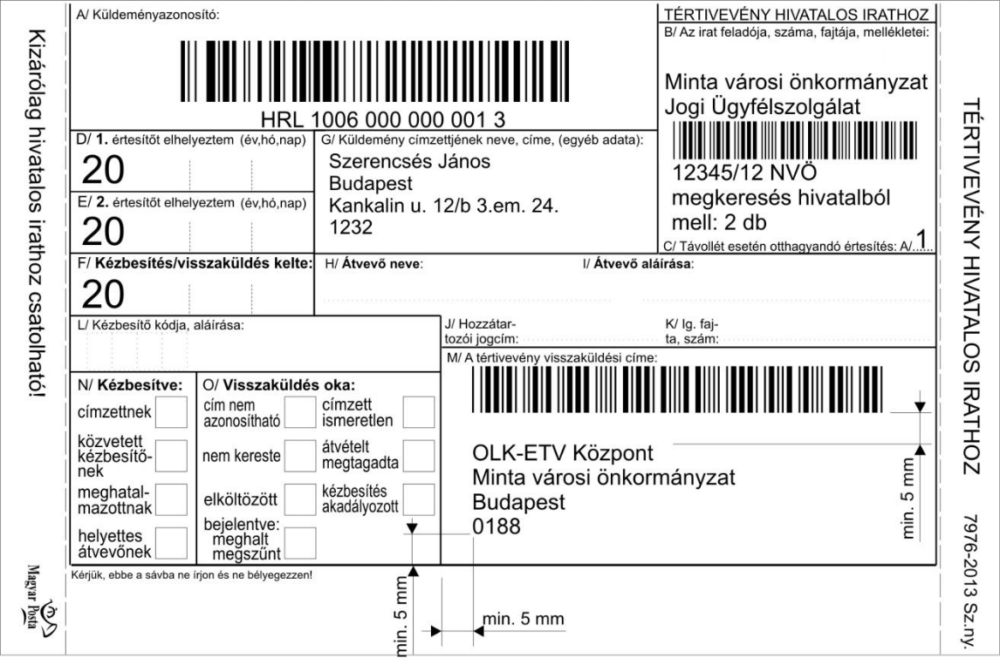 Kizárólag hivatalos irathoz csatolható!
Magyar Posta
A/ Küldeményazonosító:
HRL 1006 000 000 001 3
TÉRTIVEVÉNY HIVATALOS IRATHOZ
B/ Az irat feladója, száma, fajtája, mellékletei:
Minta városi önkormányzat
Jogi Ügyfélszolgálat
12345/12 NVÖ
megkeresés hivatalból
mell: 2 db
C/ Távollét esetén otthagyandó értesítés: A/...1...
D/ 1. értesítőt elhelyeztem (év,hó,nap)
20
E/ 2. értesítőt elhelyeztem (év,hó,nap)
20
F/ Kézbesítés/visszaküldés kelte:
20
G/ Küldemény címzettjének neve, címe, (egyéb adata):
Szerencsés János
Budapest
Kankalin u. 12/b 3.em. 24.
1232
H/ Átvevő neve:
I/ Átvevő aláírása:
L/ Kézbesítő kódja, aláírása:
J/ Hozzátar-
tozói jogcím:
K/ Ig. faj-
ta, szám:
M/ A tértivevény visszaküldési címe:
OLK-ETV Központ
Minta városi önkormányzat
Budapest
0188
N/ Kézbesítve:
címzettnek
közvetett
kézbesítő-
nek
meghatal-
mazottnak
helyettes
átvevőnek
O/ Visszaküldés oka:
cím nem
azonosítható
nem kereste
elköltözött
bejelentve:
meghalt
megszűnt
címzett
ismeretlen
átvételt
megtagadta
kézbesítés
akadályozott
Kérjük, ebbe a sávba ne írjon és ne bélyegezzen!
min. 5 mm
min. 5 mm
min. 5 mm
TÉRTIVEVÉNY HIVATALOS IRATHOZ
7976-2013 Sz.ny.